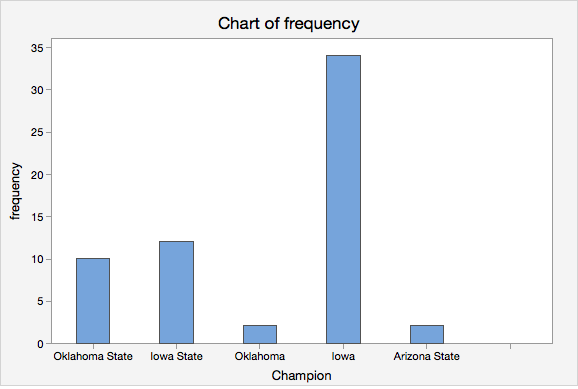 Chart of frequency
frequency
35
30
25
20
15
10
5
0
Oklahoma State Iowa State Oklahoma Iowa Arizona State
Champion